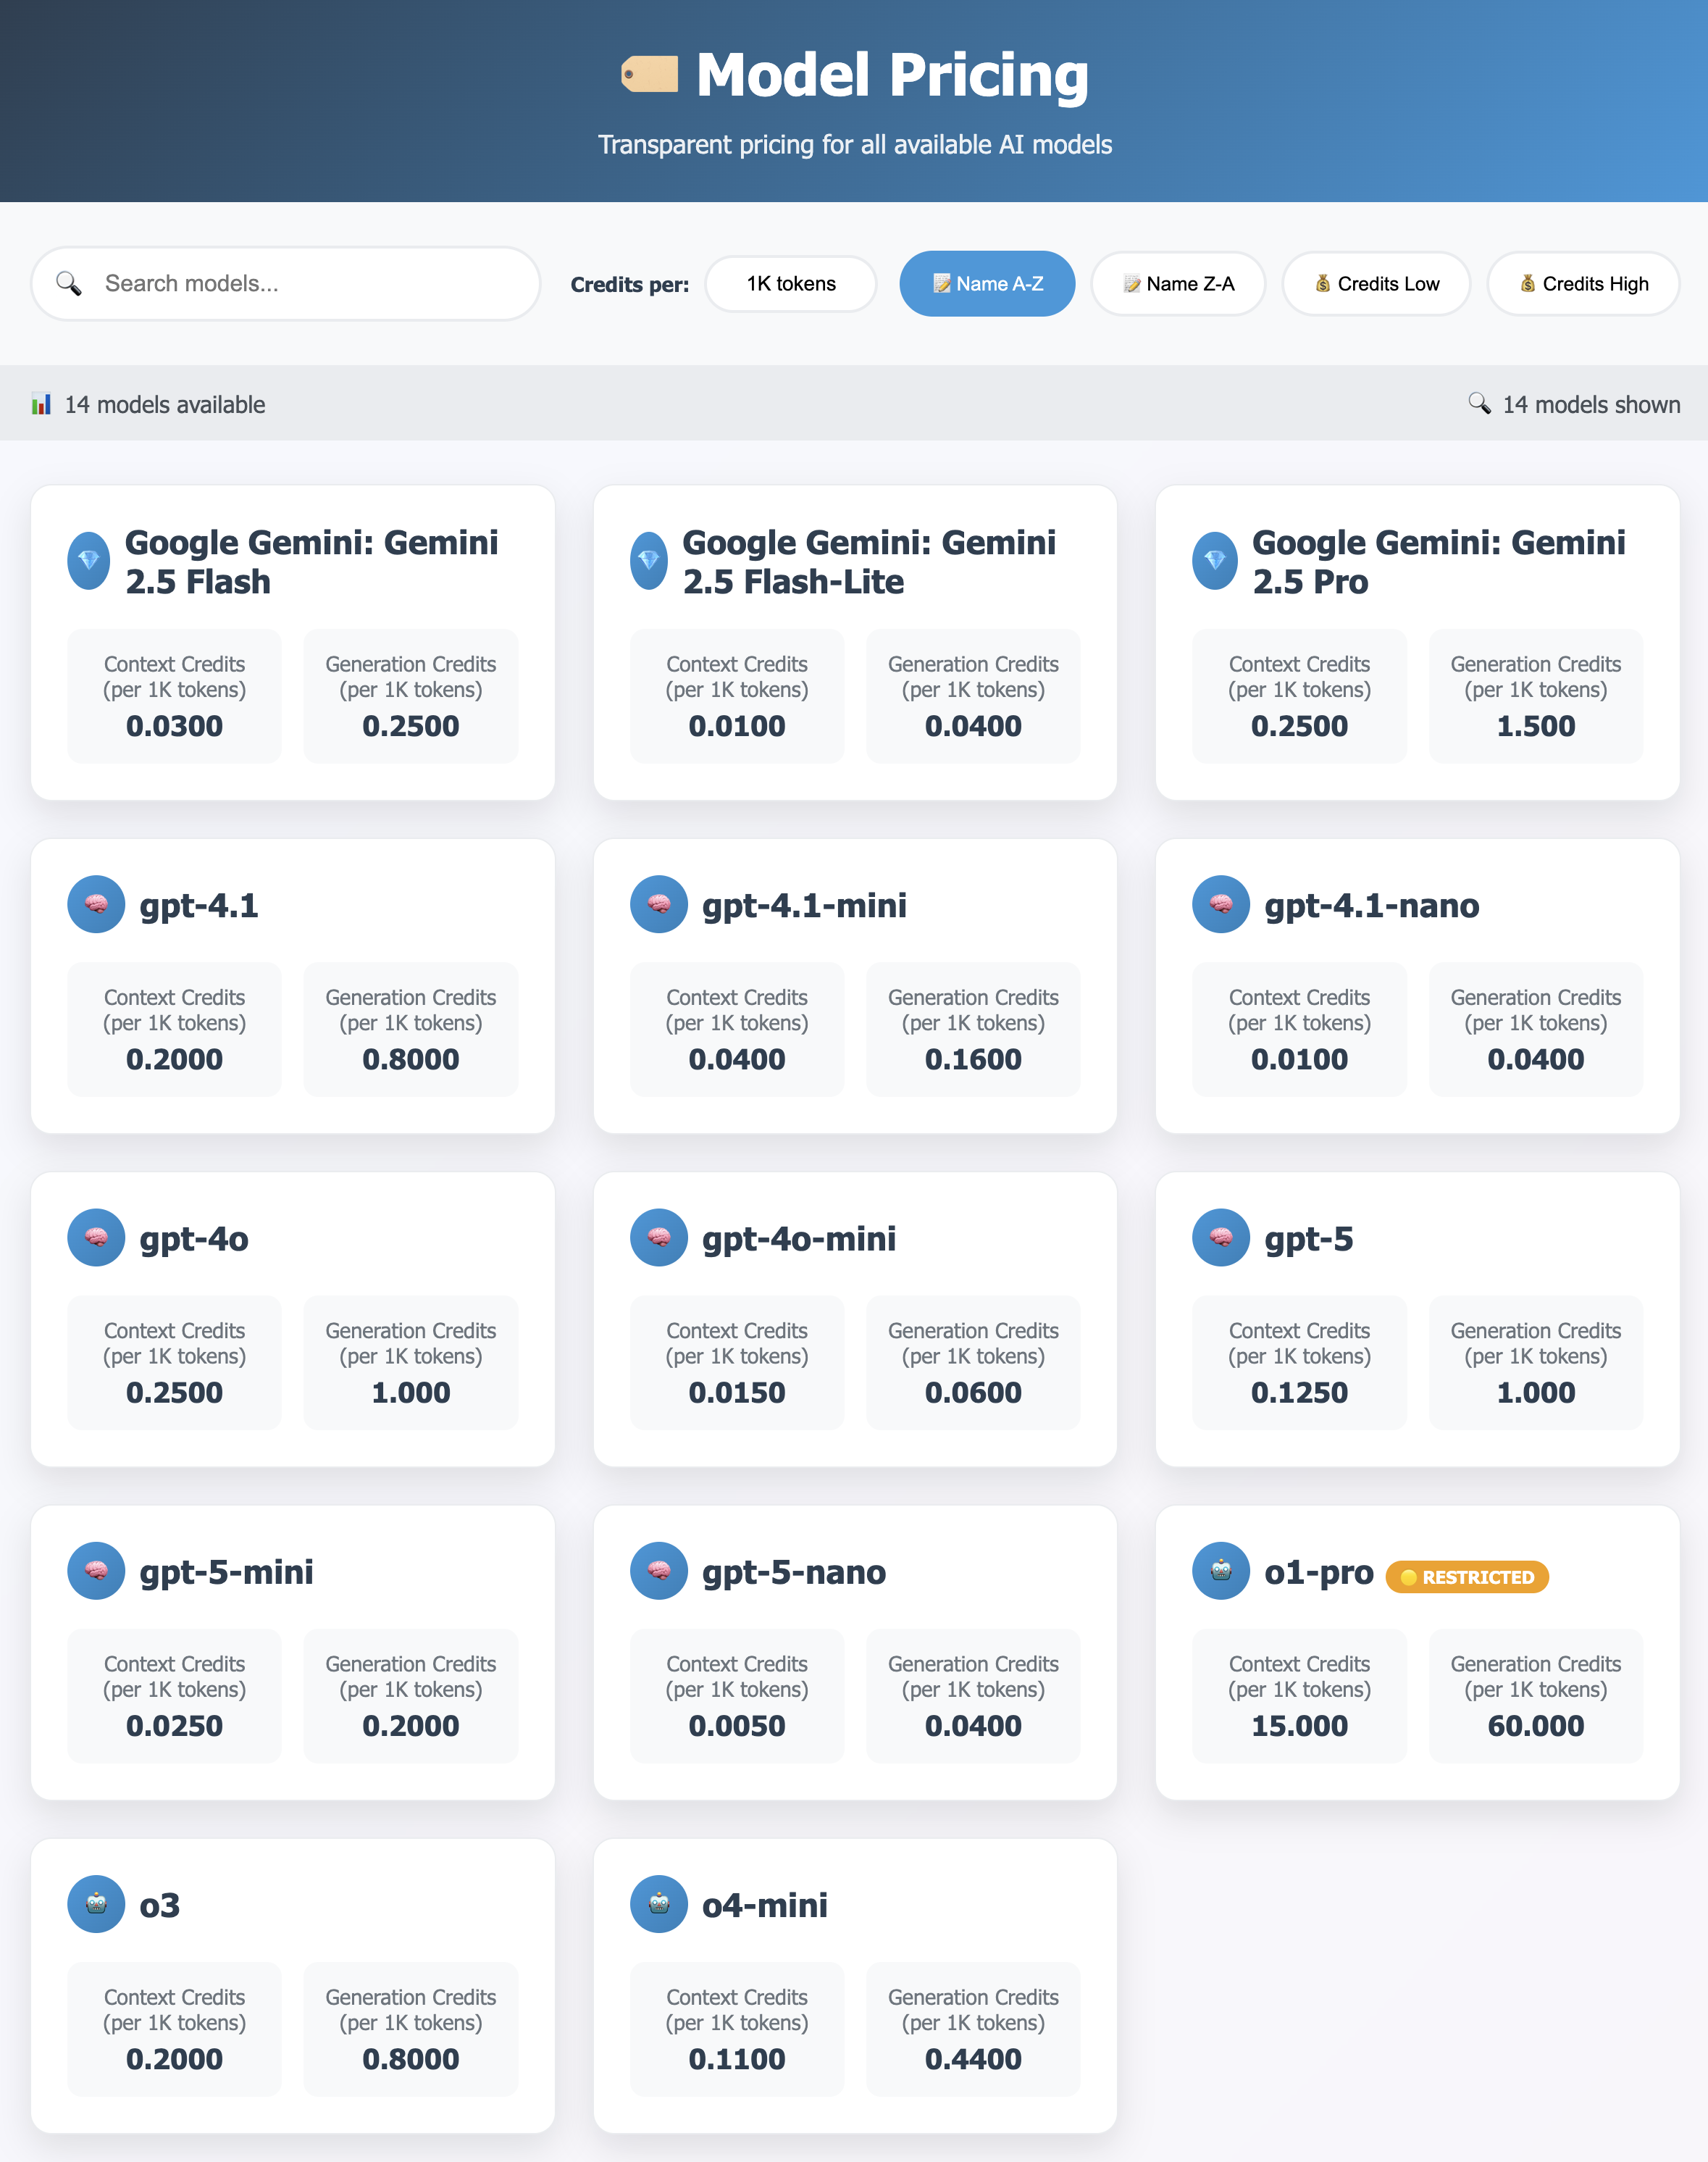 Model Pricing
Transparent pricing for all available AI models
Search models...
Credits per:
1K tokens
Name A-Z
Name Z-A
Credits Low
Credits High
14 models available
14 models shown
Google Gemini: Gemini
2.5 Flash
Context Credits
(per 1K tokens)
0.0300
Generation Credits
(per 1K tokens)
0.2500
Google Gemini: Gemini
2.5 Flash-Lite
Context Credits
(per 1K tokens)
0.0100
Generation Credits
(per 1K tokens)
0.0400
Google Gemini: Gemini
2.5 Pro
Context Credits
(per 1K tokens)
0.2500
Generation Credits
(per 1K tokens)
1.500
gpt-4.1
Context Credits
(per 1K tokens)
0.2000
Generation Credits
(per 1K tokens)
0.8000
gpt-4.1-mini
Context Credits
(per 1K tokens)
0.0400
Generation Credits
(per 1K tokens)
0.1600
gpt-4.1-nano
Context Credits
(per 1K tokens)
0.0100
Generation Credits
(per 1K tokens)
0.0400
gpt-4o
Context Credits
(per 1K tokens)
0.2500
Generation Credits
(per 1K tokens)
1.000
gpt-4o-mini
Context Credits
(per 1K tokens)
0.0150
Generation Credits
(per 1K tokens)
0.0600
gpt-5
Context Credits
(per 1K tokens)
0.1250
Generation Credits
(per 1K tokens)
1.000
gpt-5-mini
Context Credits
(per 1K tokens)
0.0250
Generation Credits
(per 1K tokens)
0.2000
gpt-5-nano
Context Credits
(per 1K tokens)
0.0050
Generation Credits
(per 1K tokens)
0.0400
o1-pro RESTRICTED
Context Credits
(per 1K tokens)
15.000
Generation Credits
(per 1K tokens)
60.000
o3
Context Credits
(per 1K tokens)
0.2000
Generation Credits
(per 1K tokens)
0.8000
o4-mini
Context Credits
(per 1K tokens)
0.1100
Generation Credits
(per 1K tokens)
0.4400